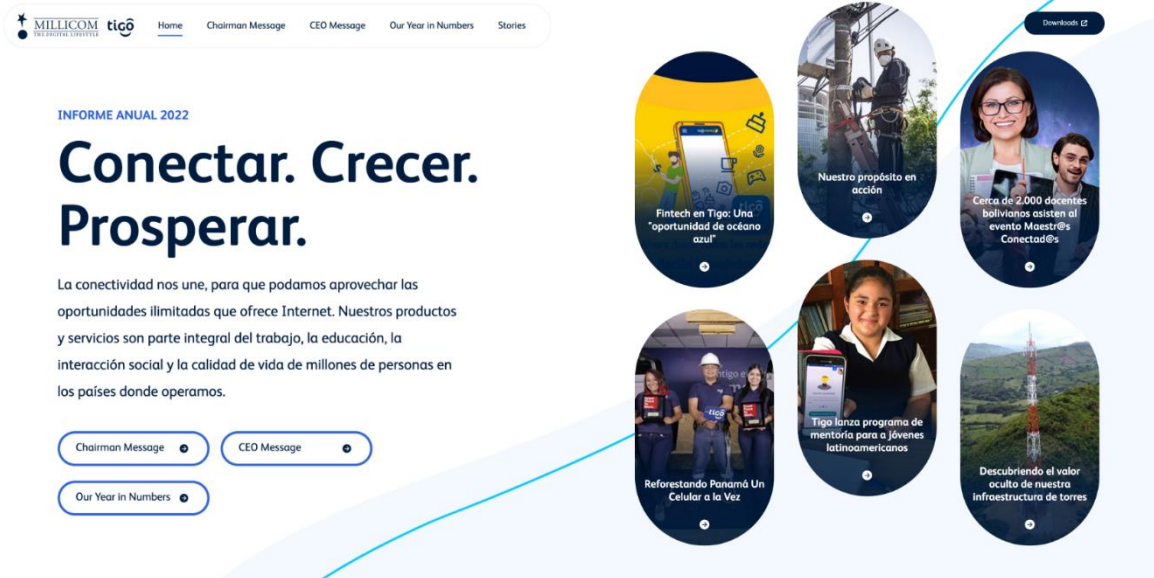 MILLICOM
THE DIGITAL LIFESTYLE
tigo
Home
Chairman Message
CEO Message
Our Year in Numbers
Stories
Downloads
INFORME ANUAL 2022
Conectar. Crecer.
Prosperar.
La conectividad nos une, para que podamos aprovechar las
oportunidades ilimitadas que ofrece Internet. Nuestros productos
y servicios son parte integral del trabajo, la educación, la
interacción social y la calidad de vida de millones de personas en
los países donde operamos.
Chairman Message
CEO Message
Our Year in Numbers
Fintech en Tigo: Una
"oportunidad de océano
azul"
Nuestro propósito en
acción
Cerca de 2.000 docentes
bolivianos asisten al
evento Maestr@s
Conectad@s
Reforestando Panamá Un
Celular a la Vez
Tigo lanza programa de
mentoría para a jóvenes
latinoamericanos
Descubriendo el valor
oculto de nuestra
infraestructura de torres